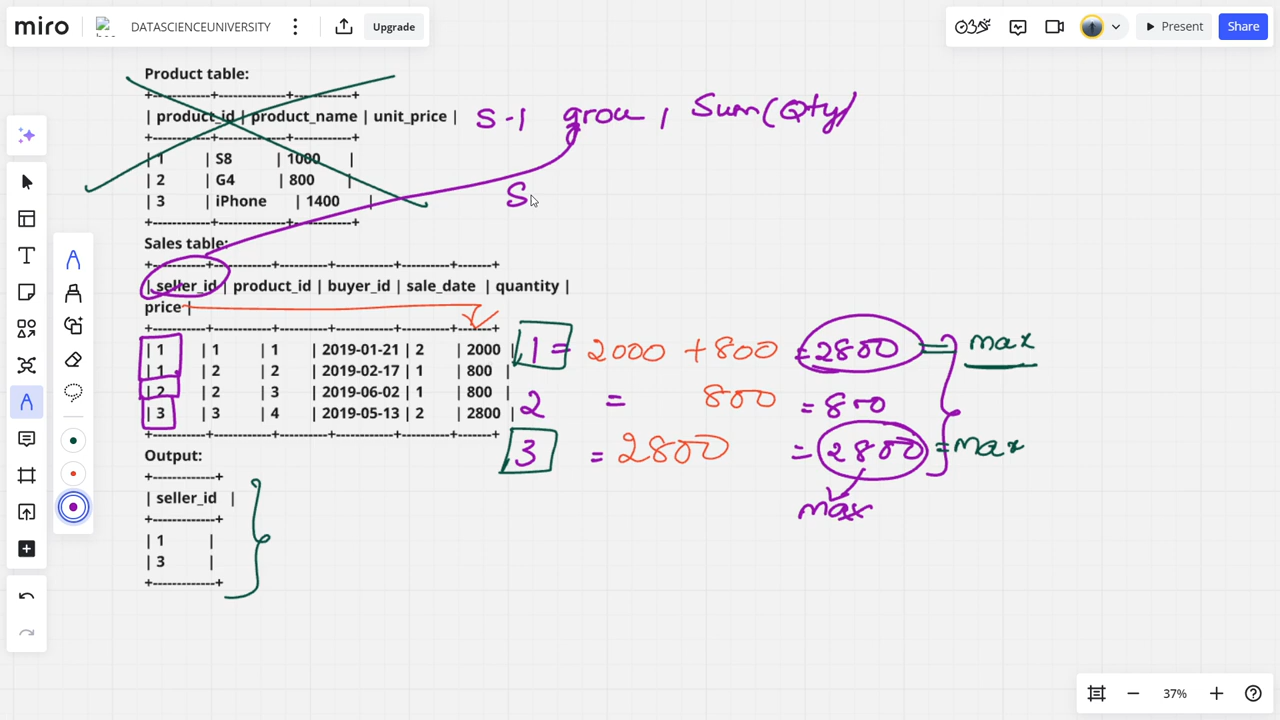 miro DATASCIENCEUNIVERSITY Upgrade Present Share
Product table:
+-----------+--------------+------------+
| product_id | product_name | unit_price |
+-----------+--------------+------------+
| 1 | S8 | 1000 |
| 2 | G4 | 800 |
| 3 | iPhone | 1400 |
+-----------+--------------+------------+
S-1 grou , Sum(Qty)
S
Sales table:
+-----------+------------+----------+------------+----------+-------+
| seller_id | product_id | buyer_id | sale_date | quantity |
price |
+-----------+------------+----------+------------+----------+-------+
| 1 | 1 | 1 | 2019-01-21 | 2 | 2000 |
| 1 | 2 | 2 | 2019-02-17 | 1 | 800 |
| 2 | 2 | 3 | 2019-06-02 | 1 | 800 |
| 3 | 3 | 4 | 2019-05-13 | 2 | 2800 |
+-----------+------------+----------+------------+----------+-------+
1 = 2000 + 800 = 2800 = max
2 = 800 = 800
3 = 2800 = 2800 = max
max
Output:
+-------------+
| seller_id |
+-------------+
| 1 |
| 3 |
+-------------+
37%